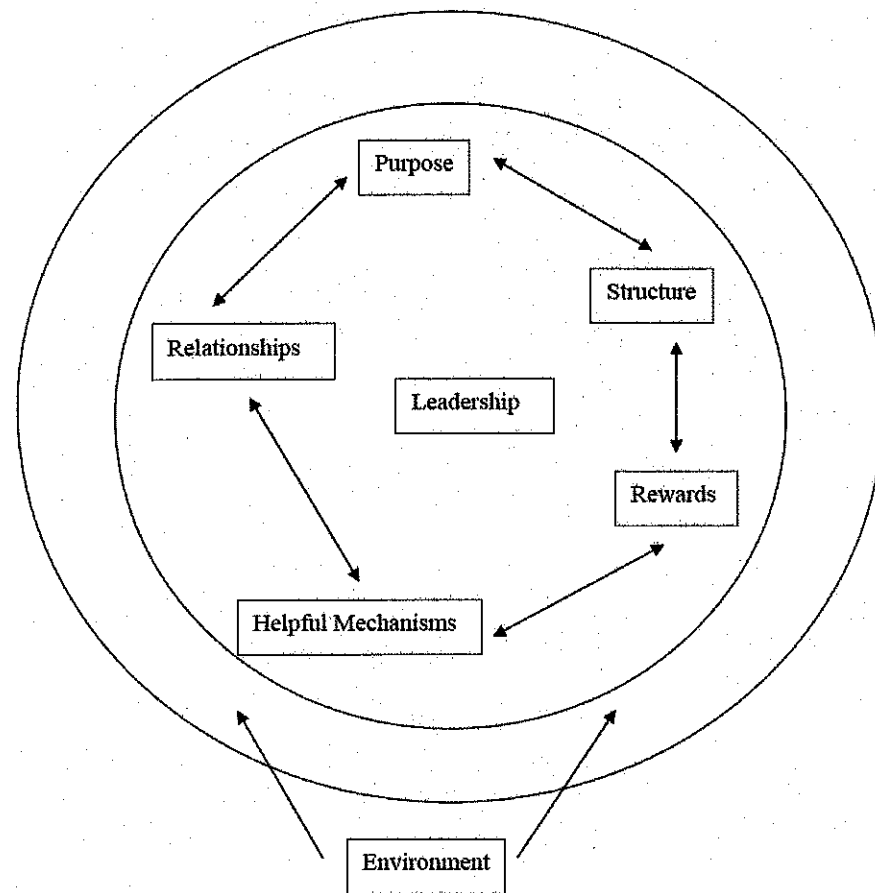 Purpose
Structure
Relationships
Leadership
Rewards
Helpful Mechanisms
Environment